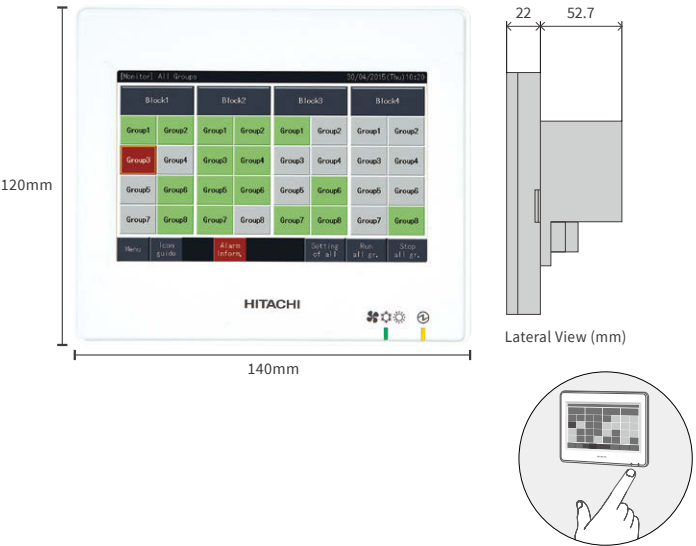 22 52.7
[Monitor] All Groups 30/04/2015(Thu)10:20
Block1 Block2 Block3 Block4
Group1 Group2 Group1 Group2 Group1 Group2 Group1 Group2
Group3 Group4 Group3 Group4 Group3 Group4 Group3 Group4
Group5 Group6 Group5 Group6 Group5 Group6 Group5 Group6
Group7 Group8 Group7 Group8 Group7 Group8 Group7 Group8
Menu Icon guide Alarm Inform. Setting of all Run all gr. Stop all gr.
120mm
HITACHI
Lateral View (mm)
140mm
HITACHI